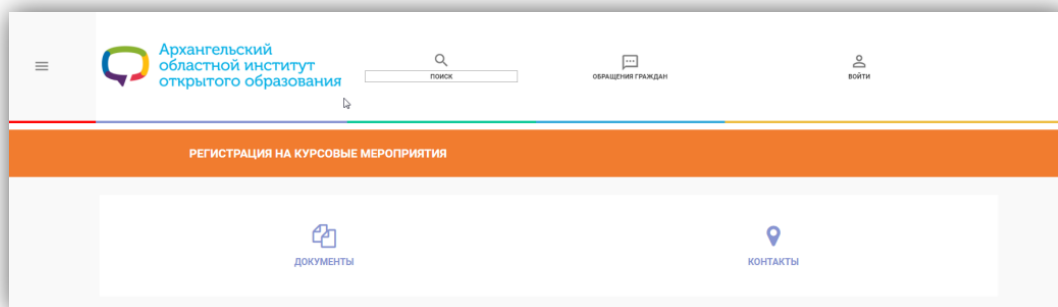 Архангельский
областной институт
открытого образования
ПОИСК
ОБРАЩЕНИЯ ГРАЖДАН
ВОЙТИ
РЕГИСТРАЦИЯ НА КУРСОВЫЕ МЕРОПРИЯТИЯ
ДОКУМЕНТЫ
КОНТАКТЫ